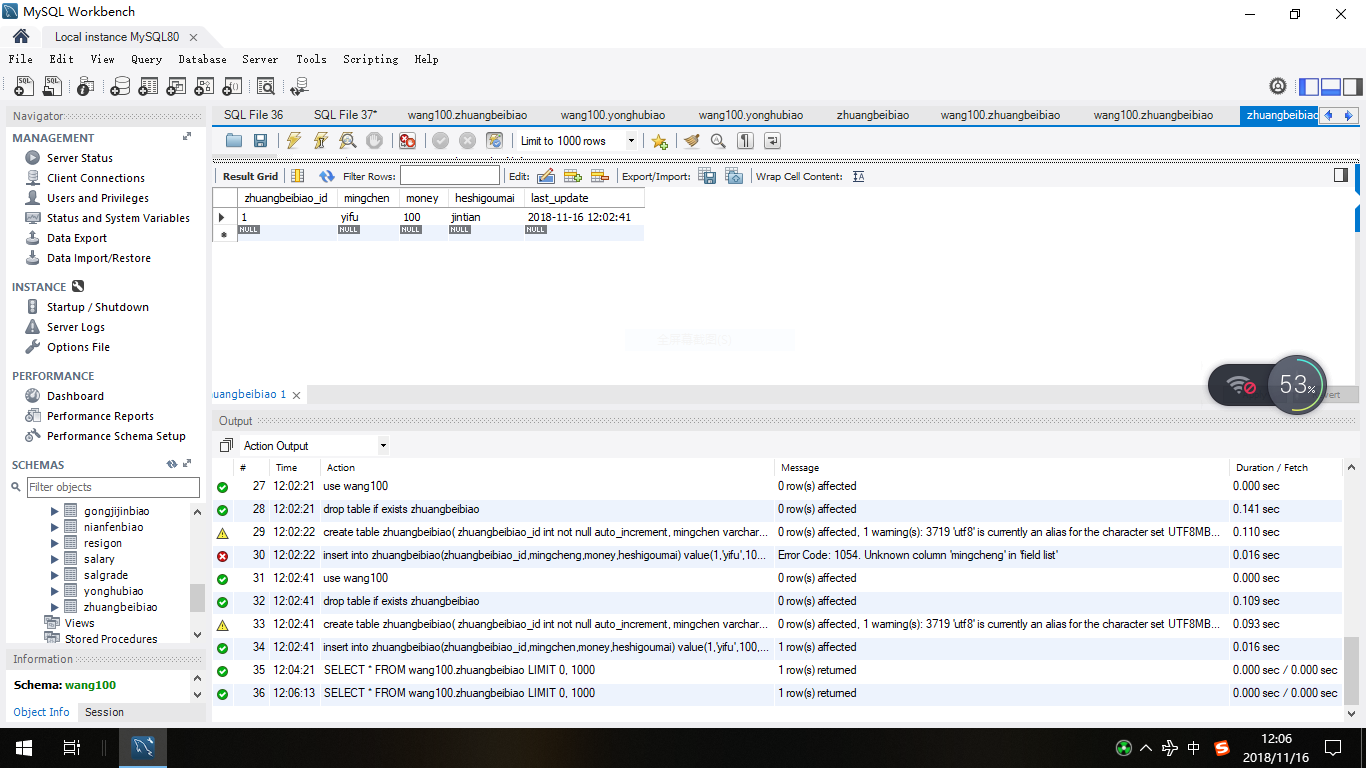 MySQL Workbench
Local instance MySQL80
File Edit View Query Database Server Tools Scripting Help
Navigator
MANAGEMENT
Server Status
Client Connections
Users and Privileges
Status and System Variables
Data Export
Data Import/Restore
INSTANCE
Startup / Shutdown
Server Logs
Options File
PERFORMANCE
Dashboard
Performance Reports
Performance Schema Setup
SCHEMAS
Filter objects
gongjijinbiao
nianfenbiao
resigon
salary
salgrade
yonghubiao
zhuangbeibiao
Views
Stored Procedures
Information
Schema: wang100
Object Info Session
SQL File 36 SQL File 37* wang100.zhuangbeibiao wang100.yonghubiao wang100.yonghubiao zhuangbeibiao wang100.zhuangbeibiao wang100.zhuangbeibiao zhuangbeibiao
Limit to 1000 rows
Result Grid Filter Rows: Edit: Export/Import: Wrap Cell Content:
zhuangbeibiao_id mingchen money heshigoumai last_update
1 yifu 100 jintian 2018-11-16 12:02:41
NULL NULL NULL NULL NULL
53%
uangbeibiao 1
Output
Action Output
# Time Action Message Duration / Fetch
27 12:02:21 use wang100 0 row(s) affected 0.000 sec
28 12:02:21 drop table if exists zhuangbeibiao 0 row(s) affected 0.141 sec
29 12:02:22 create table zhuangbeibiao( zhuangbeibiao_id int not null auto_increment, mingchen varchar... 0 row(s) affected, 1 warning(s): 3719 'utf8' is currently an alias for the character set UTF8MB... 0.110 sec
30 12:02:22 insert into zhuangbeibiao(zhuangbeibiao_id,mingcheng,money,heshigoumai) value(1,'yifu',10... Error Code: 1054. Unknown column 'mingcheng' in 'field list' 0.016 sec
31 12:02:41 use wang100 0 row(s) affected 0.000 sec
32 12:02:41 drop table if exists zhuangbeibiao 0 row(s) affected 0.109 sec
33 12:02:41 create table zhuangbeibiao( zhuangbeibiao_id int not null auto_increment, mingchen varchar... 0 row(s) affected, 1 warning(s): 3719 'utf8' is currently an alias for the character set UTF8MB... 0.093 sec
34 12:02:41 insert into zhuangbeibiao(zhuangbeibiao_id,mingchen,money,heshigoumai) value(1,'yifu',100,... 1 row(s) affected 0.016 sec
35 12:04:21 SELECT * FROM wang100.zhuangbeibiao LIMIT 0, 1000 1 row(s) returned 0.000 sec / 0.000 sec
36 12:06:13 SELECT * FROM wang100.zhuangbeibiao LIMIT 0, 1000 1 row(s) returned 0.000 sec / 0.000 sec
中
12:06
2018/11/16